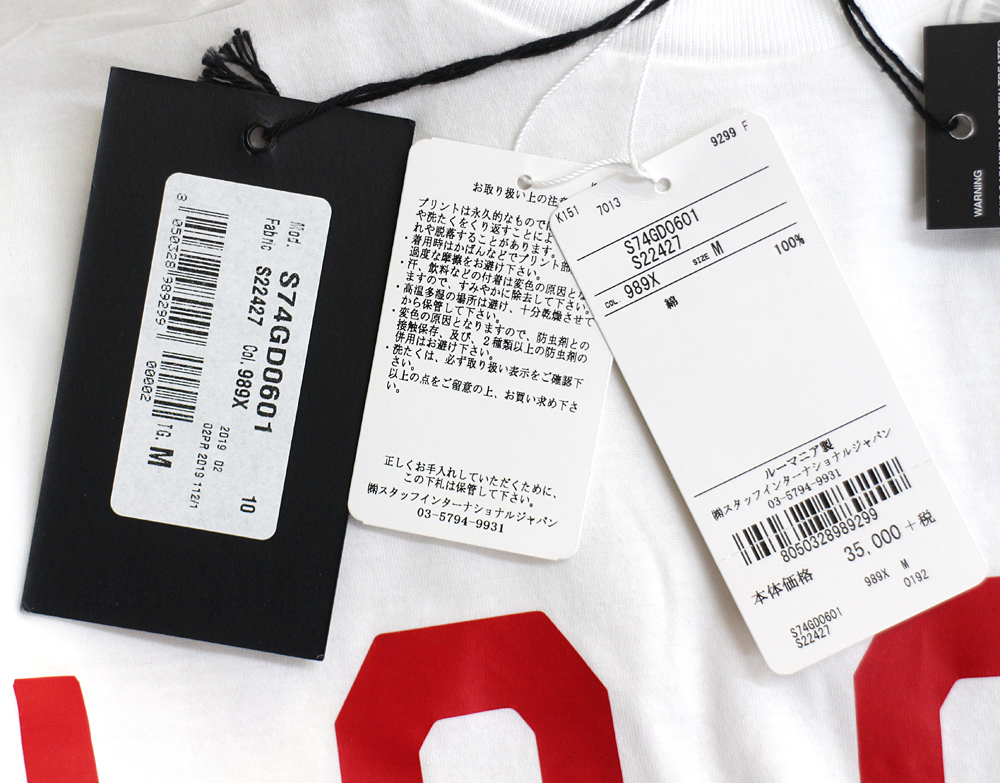 Mod. S74GD0601
Fabric S22427 Col. 989X
8 050328 989299
00002
TG. M
2019 02
02PR 2019 112/1
10
お取り扱い上の注意
プリントは永久的なもので
や洗たくをくり返すことによ
れや脱落することがあります。
・着用時はかばんなどでプリント部
過度な摩擦をお避け下さい。
・汗、飲料などの付着は変色の原因とな
ますので、すみやかに除去して下さい。
・高温多湿の場所は避け、十分乾燥させて
から保管して下さい。
・変色の原因となりますので、防虫剤との
接触保存、及び、2種類以上の防虫剤の
併用はお避け下さい。
・洗たくは、必ず取り扱い表示をご確認下
さい。
以上の点をご留意の上、お買い求め下さ
い。
正しくお手入れしていただくために、
この下札は保管して下さい。
㈱スタッフインターナショナルジャパン
03-5794-9931
9299 F
K151 7013
S74GD0601
S22427
COL. 989X SIZE M
綿 100%
ルーマニア製
㈱スタッフインターナショナルジャパン
03-5794-9931
8050328989299
本体価格 35,000+税
989X M
0192
S74GD0601
S22427
WARNING